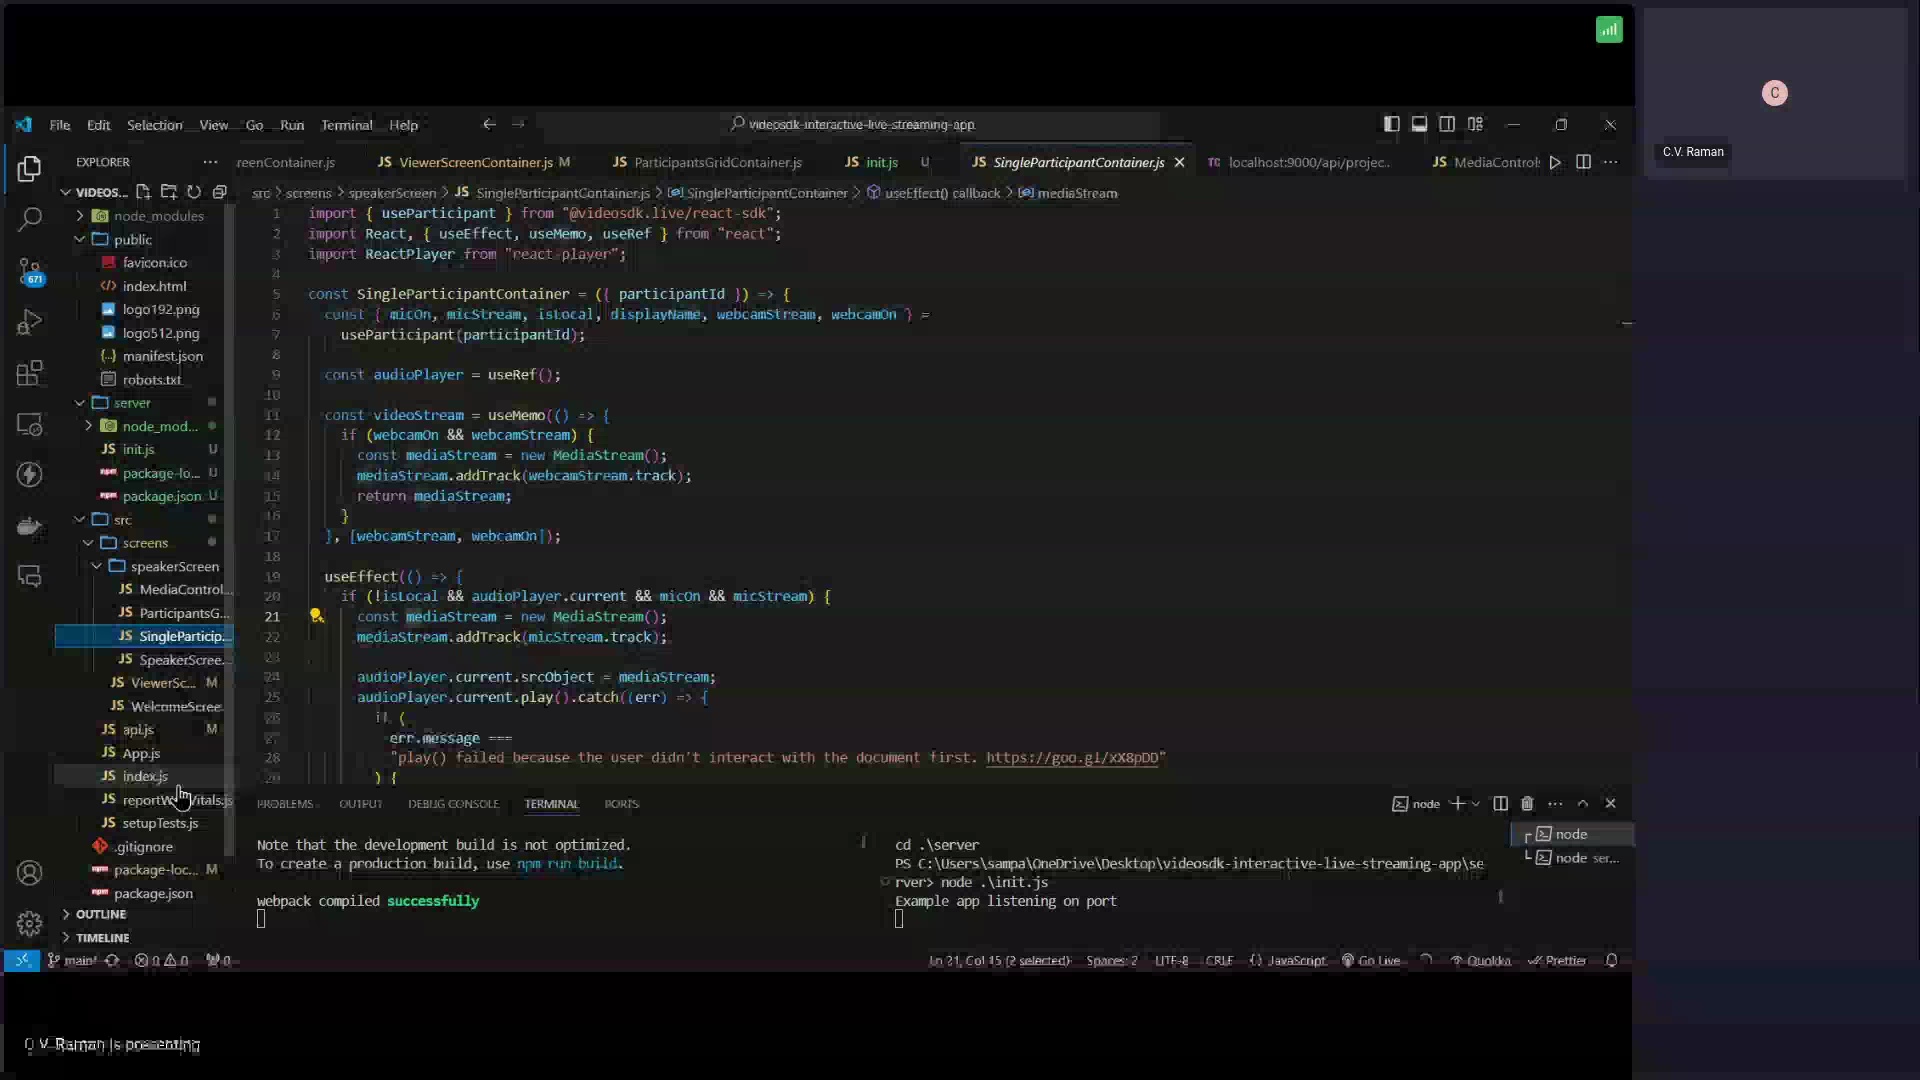 C
C.V. Raman
File Edit Selection View Go Run Terminal Help
videosdk-interactive-live-streaming-app
EXPLORER
reenContainer.js
ViewerScreenContainer.js M
ParticipantsGridContainer.js
init.js U
SingleParticipantContainer.js
localhost:9000/api/projec..
MediaControl
VIDEOS...
src > screens > speakerScreen > JS SingleParticipantContainer.js > SingleParticipantContainer > useEffect() callback > mediaStream
node_modules
public
favicon.ico
index.html
logo192.png
logo512.png
manifest.json
robots.txt
server
node_mod...
init.js U
package-lo... U
package.json U
src
screens
speakerScreen
JS MediaControl...
JS ParticipantsG...
JS SingleParticip...
JS SpeakerScree...
JS ViewerSc... M
JS WelcomeScree
JS api.js M
JS App.js
JS index.js
JS setupTests.js
.gitignore
package-loc... M
package.json
OUTLINE
TIMELINE
1 import { useParticipant } from "@videosdk.live/react-sdk";
2 import React, { useEffect, useMemo, useRef } from "react";
3 import ReactPlayer from "react-player";
4
5 const SingleParticipantContainer = ({ participantId }) => {
6 const { micOn, micStream, isLocal, displayName, webcamStream, webcamOn } =
7 useParticipant(participantId);
8
9 const audioPlayer = useRef();
10
11 const videoStream = useMemo(() => {
12 if (webcamOn && webcamStream) {
13 const mediaStream = new MediaStream();
14 mediaStream.addTrack(webcamStream.track);
15 return mediaStream;
16 }
17 }, [webcamStream, webcamOn]);
18
19 useEffect(() => {
20 if (!isLocal && audioPlayer.current && micOn && micStream) {
21 const mediaStream = new MediaStream();
22 mediaStream.addTrack(micStream.track);
23
24 audioPlayer.current.srcObject = mediaStream;
25 audioPlayer.current.play().catch((err) => {
26 if (
27 err.message ===
28 "play() failed because the user didn't interact with the document first. https://goo.gl/xX8pDD"
29 ) {
PROBLEMS OUTPUT DEBUG CONSOLE TERMINAL PORTS
node
Note that the development build is not optimized.
To create a production build, use npm run build.
webpack compiled successfully
cd .\server
PS C:\Users\sampa\OneDrive\Desktop\videosdk-interactive-live-streaming-app\se
rver> node .\init.js
Example app listening on port
node
node ser...
671
main* 0 0 0
Ln 21, Col 15 (2 selected) Spaces: 2 UTF-8 CRLF {} JavaScript Go Live Quokka Prettier
C.V. Raman is presenting